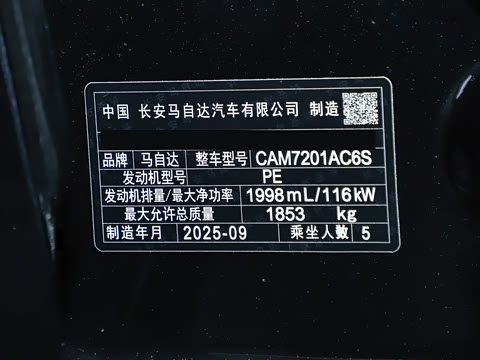 中国 长安马自达汽车有限公司 制造
品牌 马自达 整车型号 CAM7201AC6S
发动机型号 PE
发动机排量/最大净功率 1998mL/116kW
最大允许总质量 1853 kg
制造年月 2025-09 乘坐人数 5